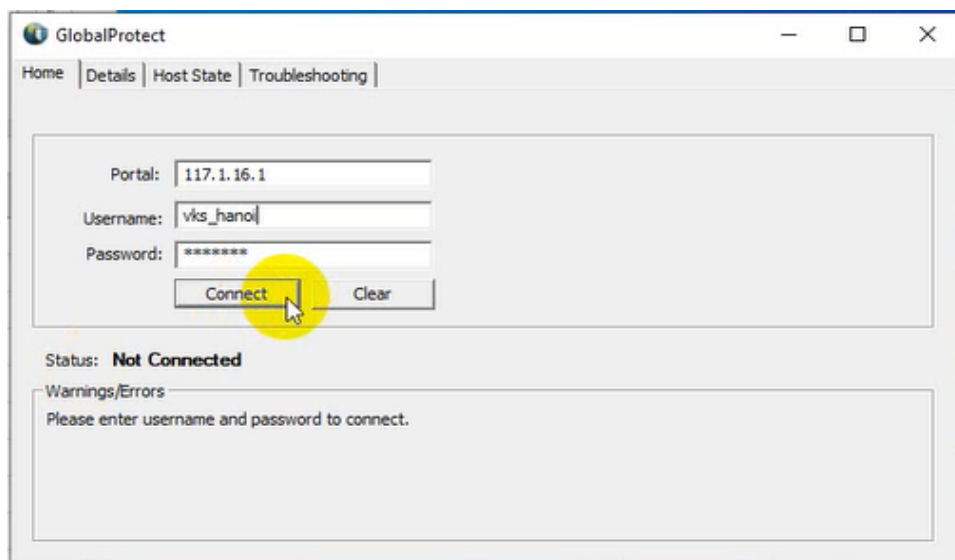 GlobalProtect
Home Details Host State Troubleshooting
Portal: 117.1.16.1
Username: vks_hanoi
Password: *******
Connect Clear
Status: Not Connected
Warnings/Errors
Please enter username and password to connect.